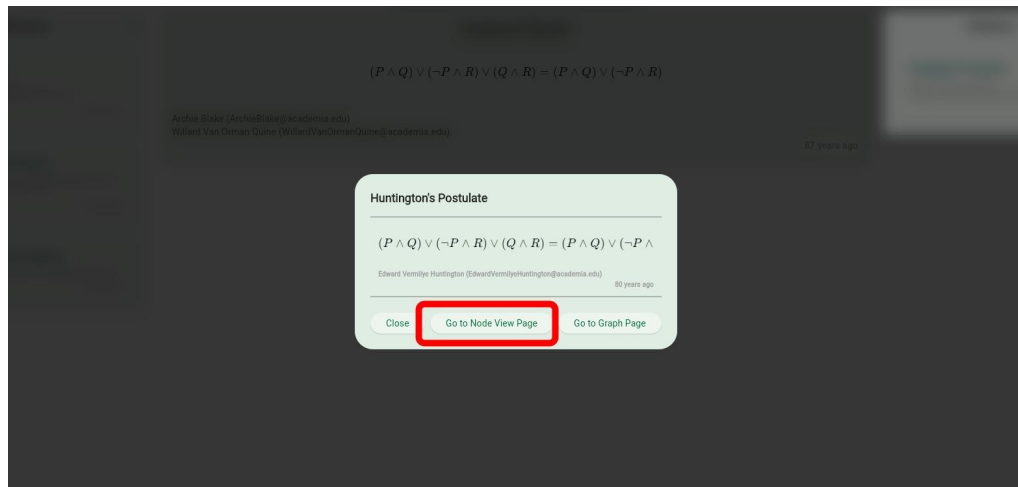 (P ∧ Q) ∨ (¬P ∧ R) ∨ (Q ∧ R) = (P ∧ Q) ∨ (¬P ∧ R)
Archie Blake (ArchieBlake@academia.edu)
Willard Van Orman Quine (WillardVanOrmanQuine@academia.edu)
87 years ago
Huntington's Postulate
(P ∧ Q) ∨ (¬P ∧ R) ∨ (Q ∧ R) = (P ∧ Q) ∨ (¬P ∧
Edward Vermilye Huntington (EdwardVermilyeHuntington@academia.edu)
80 years ago
Close Go to Node View Page Go to Graph Page